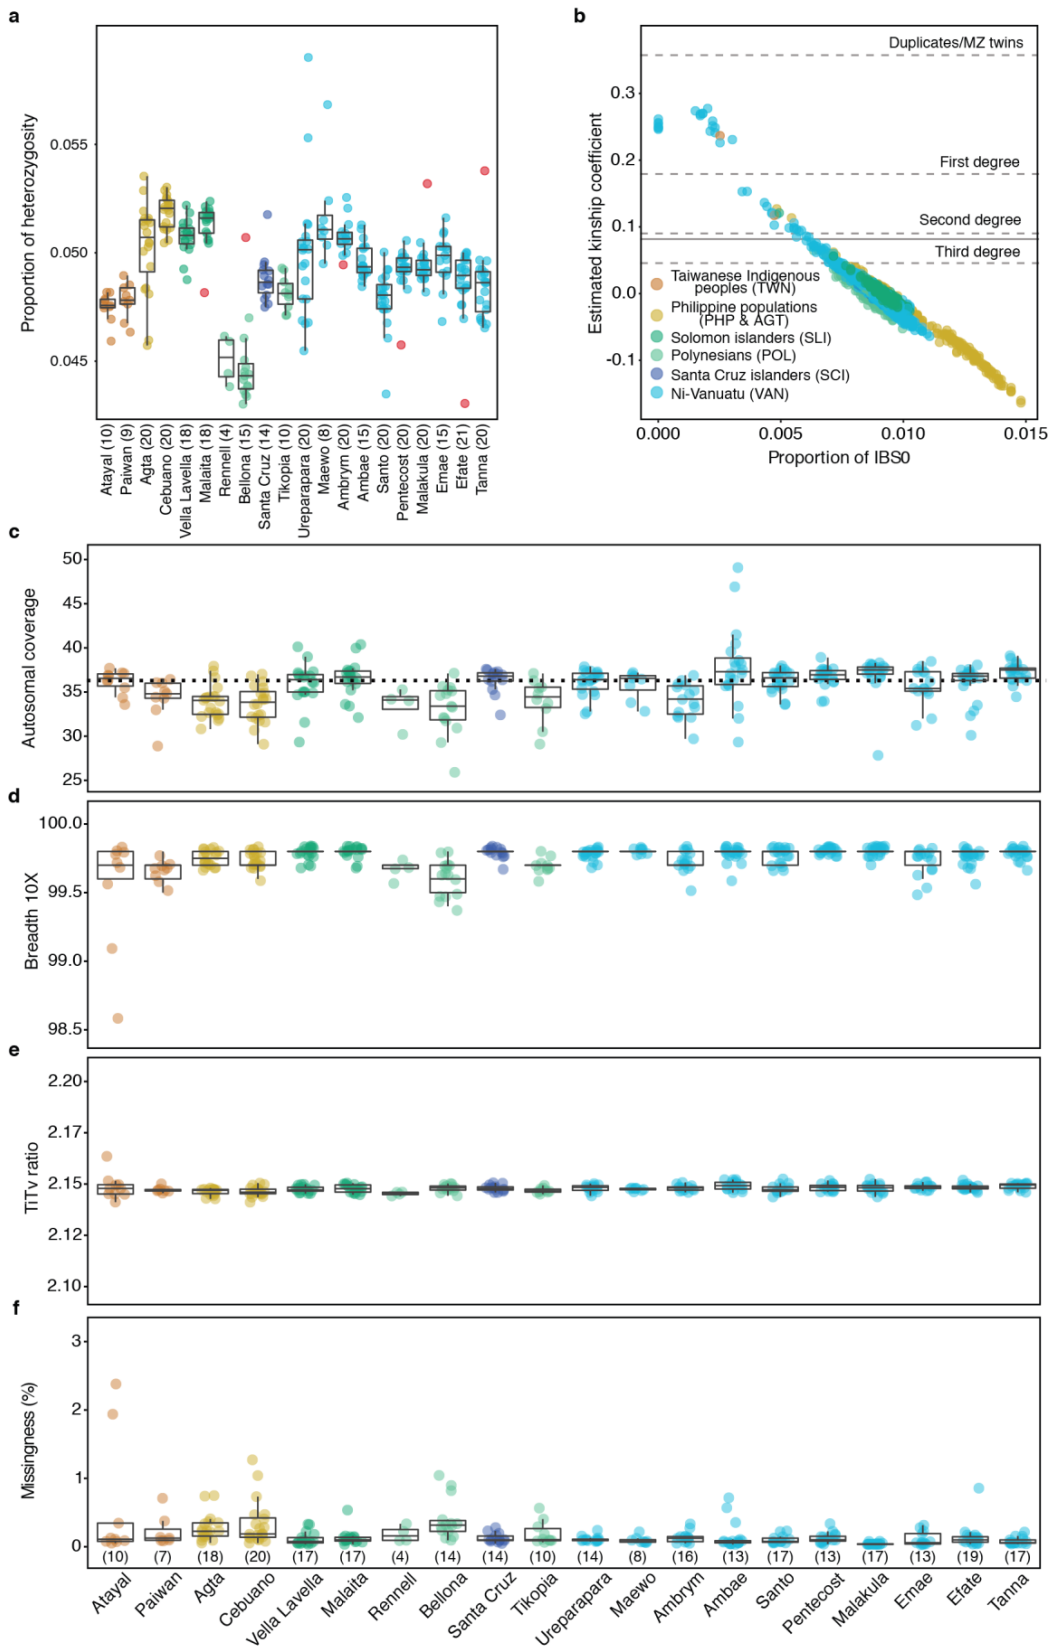 a
Proportion of heterozygosity
0.055
0.050
0.045
Atayal (10)
Paiwan (9)
Agta (20)
Cebuano (20)
Vella Lavella (18)
Malaita (18)
Rennell (4)
Bellona (15)
Santa Cruz (14)
Tikopia (10)
Ureparapara (20)
Maewo (8)
Ambrym (20)
Ambae (15)
Santo (20)
Pentecost (20)
Malakula (20)
Emae (15)
Efate (21)
Tanna (20)
b
Estimated kinship coefficient
0.3
0.2
0.1
0.0
-0.1
Duplicates/MZ twins
First degree
Second degree
Third degree
Taiwanese Indigenous
peoples (TWN)
Philippine populations
(PHP & AGT)
Solomon islanders (SLI)
Polynesians (POL)
Santa Cruz islanders (SCI)
Ni-Vanuatu (VAN)
0.000
0.005
0.010
0.015
Proportion of IBS0
c
Autosomal coverage
50
45
40
35
30
25
d
Breadth 10X
100.0
99.5
99.0
98.5
e
TiTv ratio
2.20
2.17
2.15
2.12
2.10
f
Missingness (%)
3
2
1
0
(10)
(7)
(18)
(20)
(17)
(17)
(4)
(14)
(14)
(10)
(14)
(8)
(16)
(13)
(17)
(13)
(17)
(13)
(19)
(17)
Atayal
Paiwan
Agta
Cebuano
Vella Lavella
Malaita
Rennell
Bellona
Santa Cruz
Tikopia
Ureparapara
Maewo
Ambrym
Ambae
Santo
Pentecost
Malakula
Emae
Efate
Tanna